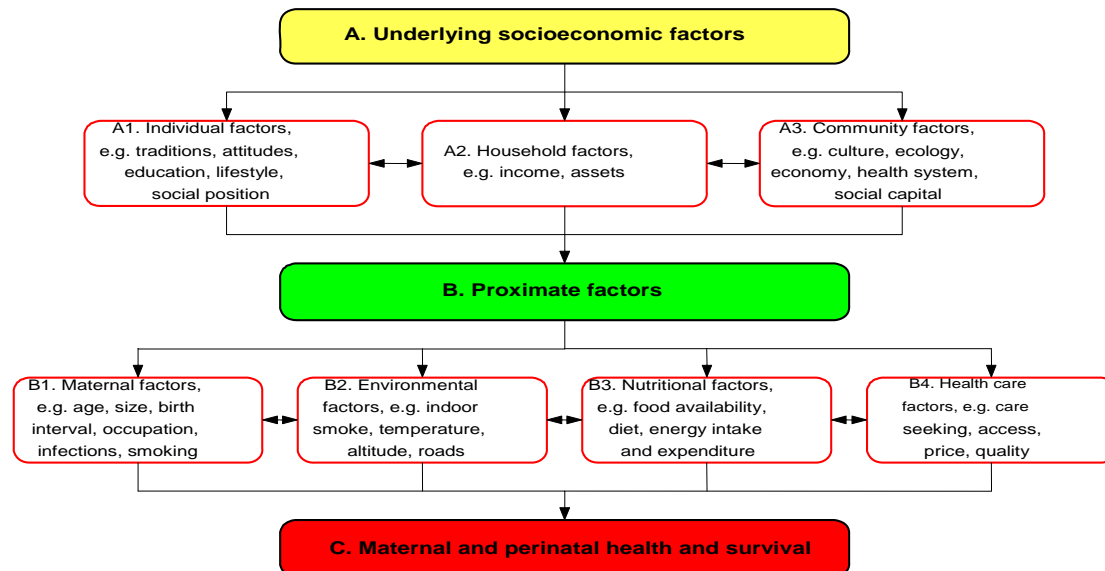 A. Underlying socioeconomic factors
A1. Individual factors,
e.g. traditions, attitudes,
education, lifestyle,
social position
A2. Household factors,
e.g. income, assets
A3. Community factors,
e.g. culture, ecology,
economy, health system,
social capital
B. Proximate factors
B1. Maternal factors,
e.g. age, size, birth
interval, occupation,
infections, smoking
B2. Environmental
factors, e.g. indoor
smoke, temperature,
altitude, roads
B3. Nutritional factors,
e.g. food availability,
diet, energy intake
and expenditure
B4. Health care
factors, e.g. care
seeking, access,
price, quality
C. Maternal and perinatal health and survival